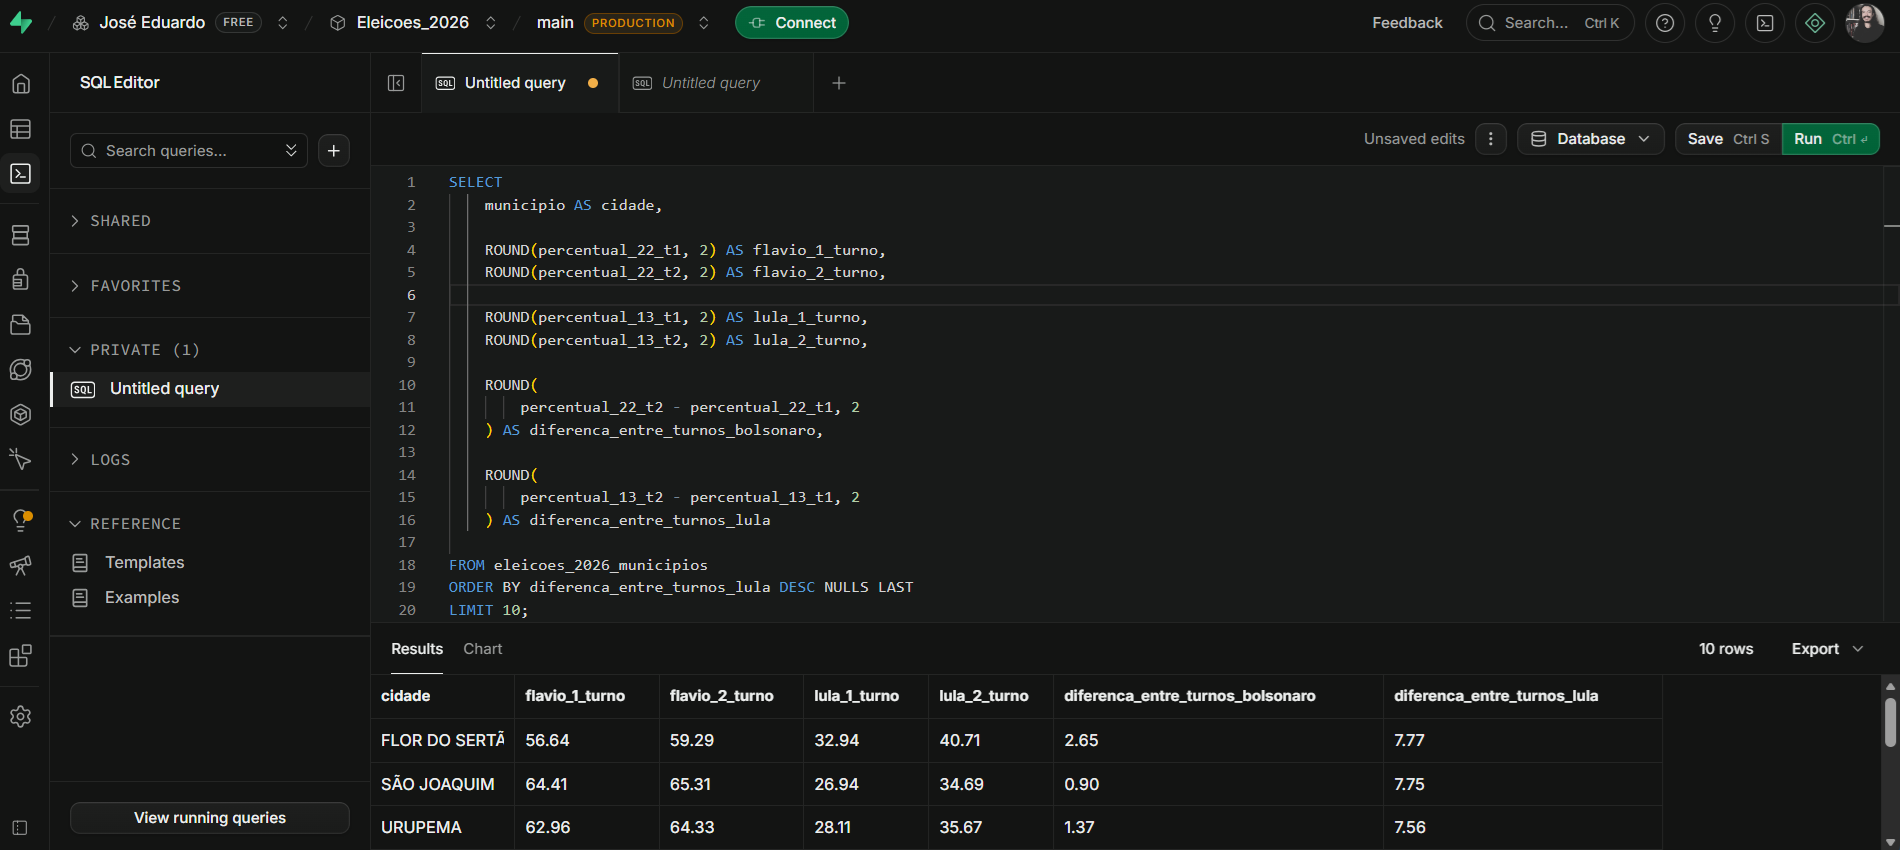 José Eduardo FREE / Eleicoes_2026 / main PRODUCTION Connect Feedback Search... Ctrl K
SQL Editor
SQL Untitled query
SQL Untitled query
Search queries...
Unsaved edits Database Save Ctrl S Run Ctrl ↵
SHARED
FAVORITES
PRIVATE (1)
SQL Untitled query
LOGS
REFERENCE
Templates
Examples
View running queries
1 SELECT
2 municipio AS cidade,
3
4 ROUND(percentual_22_t1, 2) AS flavio_1_turno,
5 ROUND(percentual_22_t2, 2) AS flavio_2_turno,
6
7 ROUND(percentual_13_t1, 2) AS lula_1_turno,
8 ROUND(percentual_13_t2, 2) AS lula_2_turno,
9
10 ROUND(
11 percentual_22_t2 - percentual_22_t1, 2
12 ) AS diferenca_entre_turnos_bolsonaro,
13
14 ROUND(
15 percentual_13_t2 - percentual_13_t1, 2
16 ) AS diferenca_entre_turnos_lula
17
18 FROM eleicoes_2026_municipios
19 ORDER BY diferenca_entre_turnos_lula DESC NULLS LAST
20 LIMIT 10;
Results Chart 10 rows Export
cidade flavio_1_turno flavio_2_turno lula_1_turno lula_2_turno diferenca_entre_turnos_bolsonaro diferenca_entre_turnos_lula
FLOR DO SERTÃ 56.64 59.29 32.94 40.71 2.65 7.77
SÃO JOAQUIM 64.41 65.31 26.94 34.69 0.90 7.75
URUPEMA 62.96 64.33 28.11 35.67 1.37 7.56